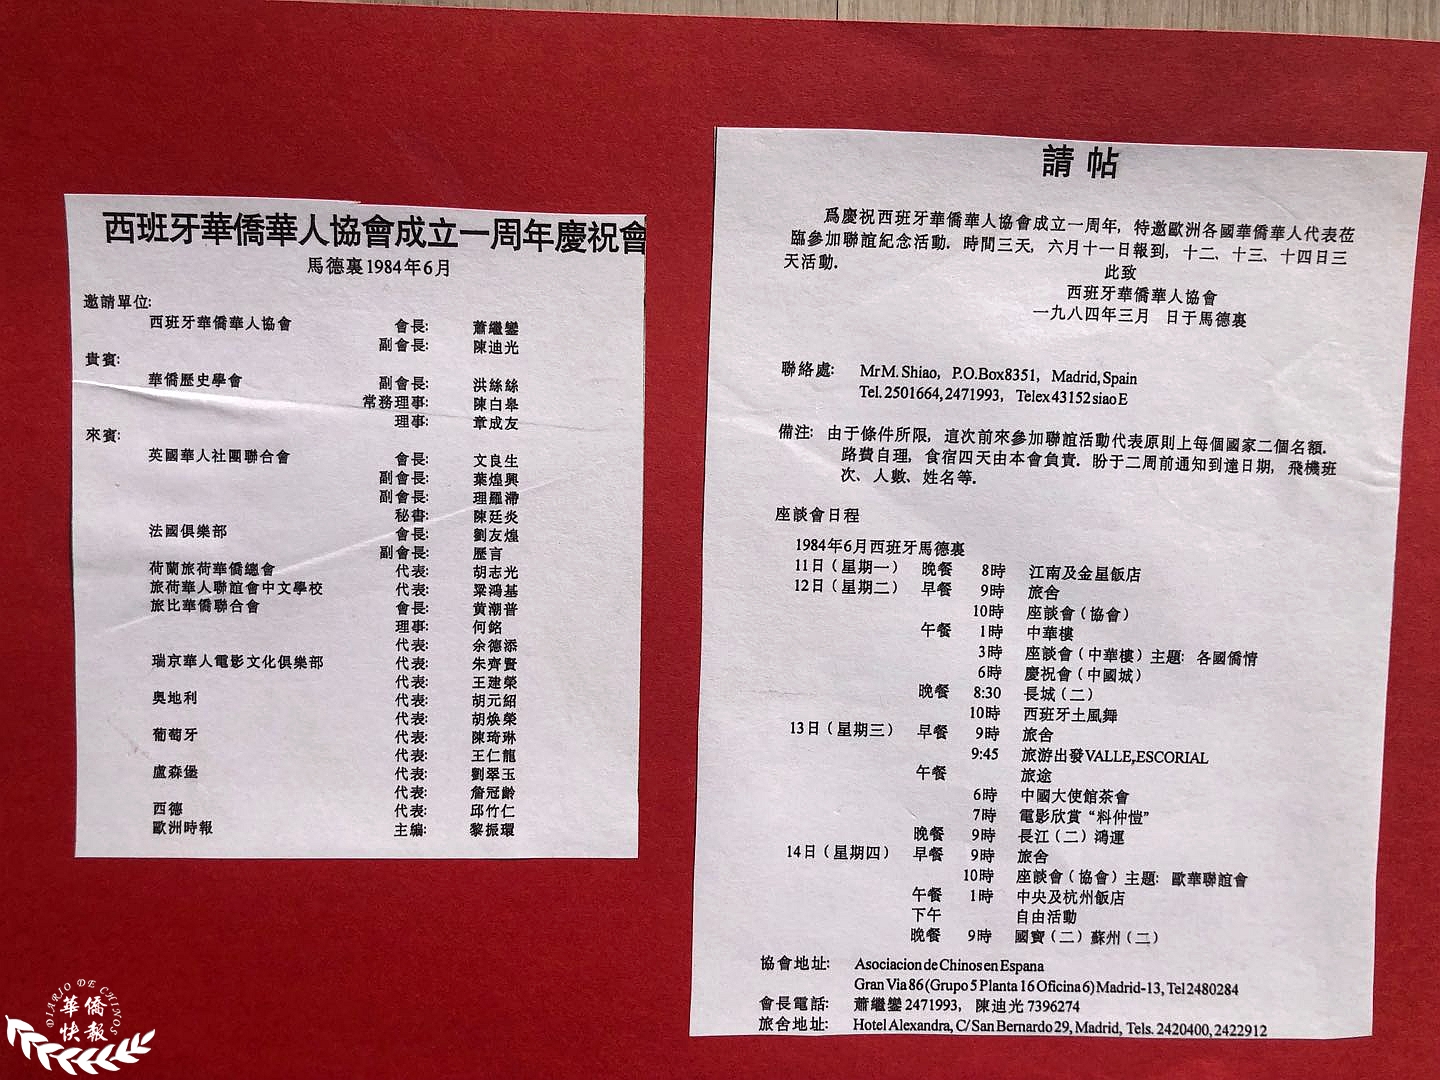 西班牙華僑華人協會成立一周年慶祝會
馬德裏1984年6月
邀請單位:
西班牙華僑華人協會 會長: 蕭繼鑾
副會長: 陳迪光
貴賓:
華僑歷史學會 副會長: 洪絲絲
常務理事: 陳白皋
理事: 章成友
來賓:
英國華人社團聯合會 會長: 文良生
副會長: 葉煌興
副會長: 理羅滯
秘書: 陳廷炎
法國俱樂部 會長: 劉友煌
副會長: 歷言
荷蘭旅荷華僑總會 代表: 胡志光
旅荷華人聯誼會中文學校 代表: 梁鴻基
旅比華僑聯合會 會長: 黄潮普
理事: 何銘
代表: 余德添
瑞京華人電影文化俱樂部 代表: 朱齊賢
代表: 王建榮
奥地利 代表: 胡元紹
代表: 胡焕榮
葡萄牙 代表: 陳琦琳
代表: 王仁龍
盧森堡 代表: 劉翠玉
代表: 詹冠齡
西德 代表: 邱竹仁
歐洲時報 主编: 黎振環
請帖
爲慶祝西班牙華僑華人協會成立一周年, 特邀歐洲各國華僑華人代表莅
臨參加聯誼紀念活動. 時間三天, 六月十一日報到, 十二、十三、十四日三
天活動.
此致
西班牙華僑華人協會
一九八四年三月 日于馬德裏
聯絡處: Mr M. Shiao, P.O.Box8351, Madrid, Spain
Tel. 2501664, 2471993, Telex 43152 siao E
備注: 由于條件所限, 這次前來參加聯誼活動代表原則上每個國家二個名額.
路費自理, 食宿四天由本會負責. 盼于二周前通知到達日期, 飛機班
次、人數、姓名等.
座談會日程
1984年6月西班牙馬德裏
11日(星期一) 晚餐 8時 江南及金星飯店
12日(星期二) 早餐 9時 旅舍
10時 座談會(協會)
午餐 1時 中華樓
3時 座談會(中華樓)主題: 各國僑情
6時 慶祝會(中國城)
晚餐 8:30 長城(二)
10時 西班牙土風舞
13日(星期三) 早餐 9時 旅舍
9:45 旅游出發VALLE,ESCORIAL
午餐 旅途
6時 中國大使館茶會
7時 電影欣賞“料仲愷”
晚餐 9時 長江(二)鴻運
14日(星期四) 早餐 9時 旅舍
10時 座談會(協會)主題: 歐華聯誼會
午餐 1時 中央及杭州飯店
下午 自由活動
晚餐 9時 國寶(二)蘇州(二)
協會地址: Asociacion de Chinos en Espana
Gran Via 86 (Grupo 5 Planta 16 Oficina 6) Madrid-13, Tel 2480284
會長電話: 蕭繼鑾 2471993, 陳迪光 7396274
旅舍地址: Hotel Alexandra, C/ San Bernardo 29, Madrid, Tels. 2420400, 2422912
DIARIO DE CHINOS
華僑
快報